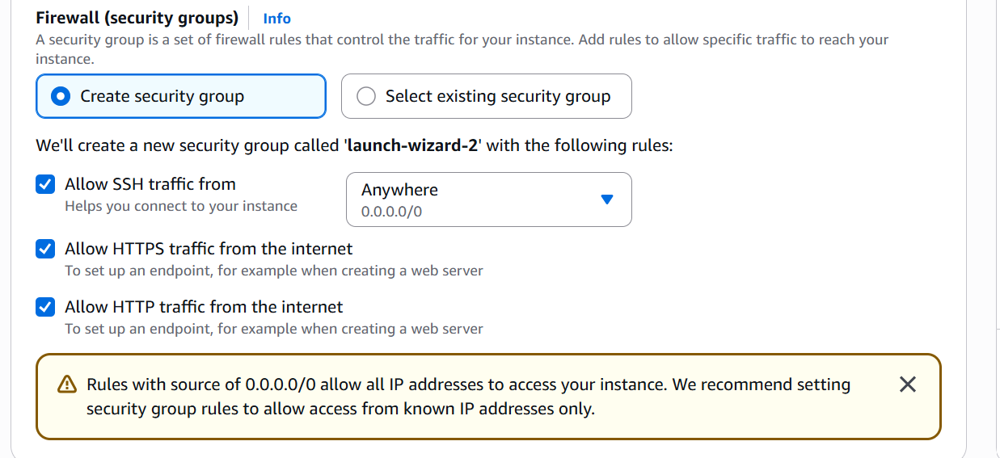 Firewall (security groups) Info
A security group is a set of firewall rules that control the traffic for your instance. Add rules to allow specific traffic to reach your
instance.
Create security group
Select existing security group
We'll create a new security group called 'launch-wizard-2' with the following rules:
Allow SSH traffic from
Helps you connect to your instance
Anywhere
0.0.0.0/0
Allow HTTPS traffic from the internet
To set up an endpoint, for example when creating a web server
Allow HTTP traffic from the internet
To set up an endpoint, for example when creating a web server
Rules with source of 0.0.0.0/0 allow all IP addresses to access your instance. We recommend setting
security group rules to allow access from known IP addresses only.